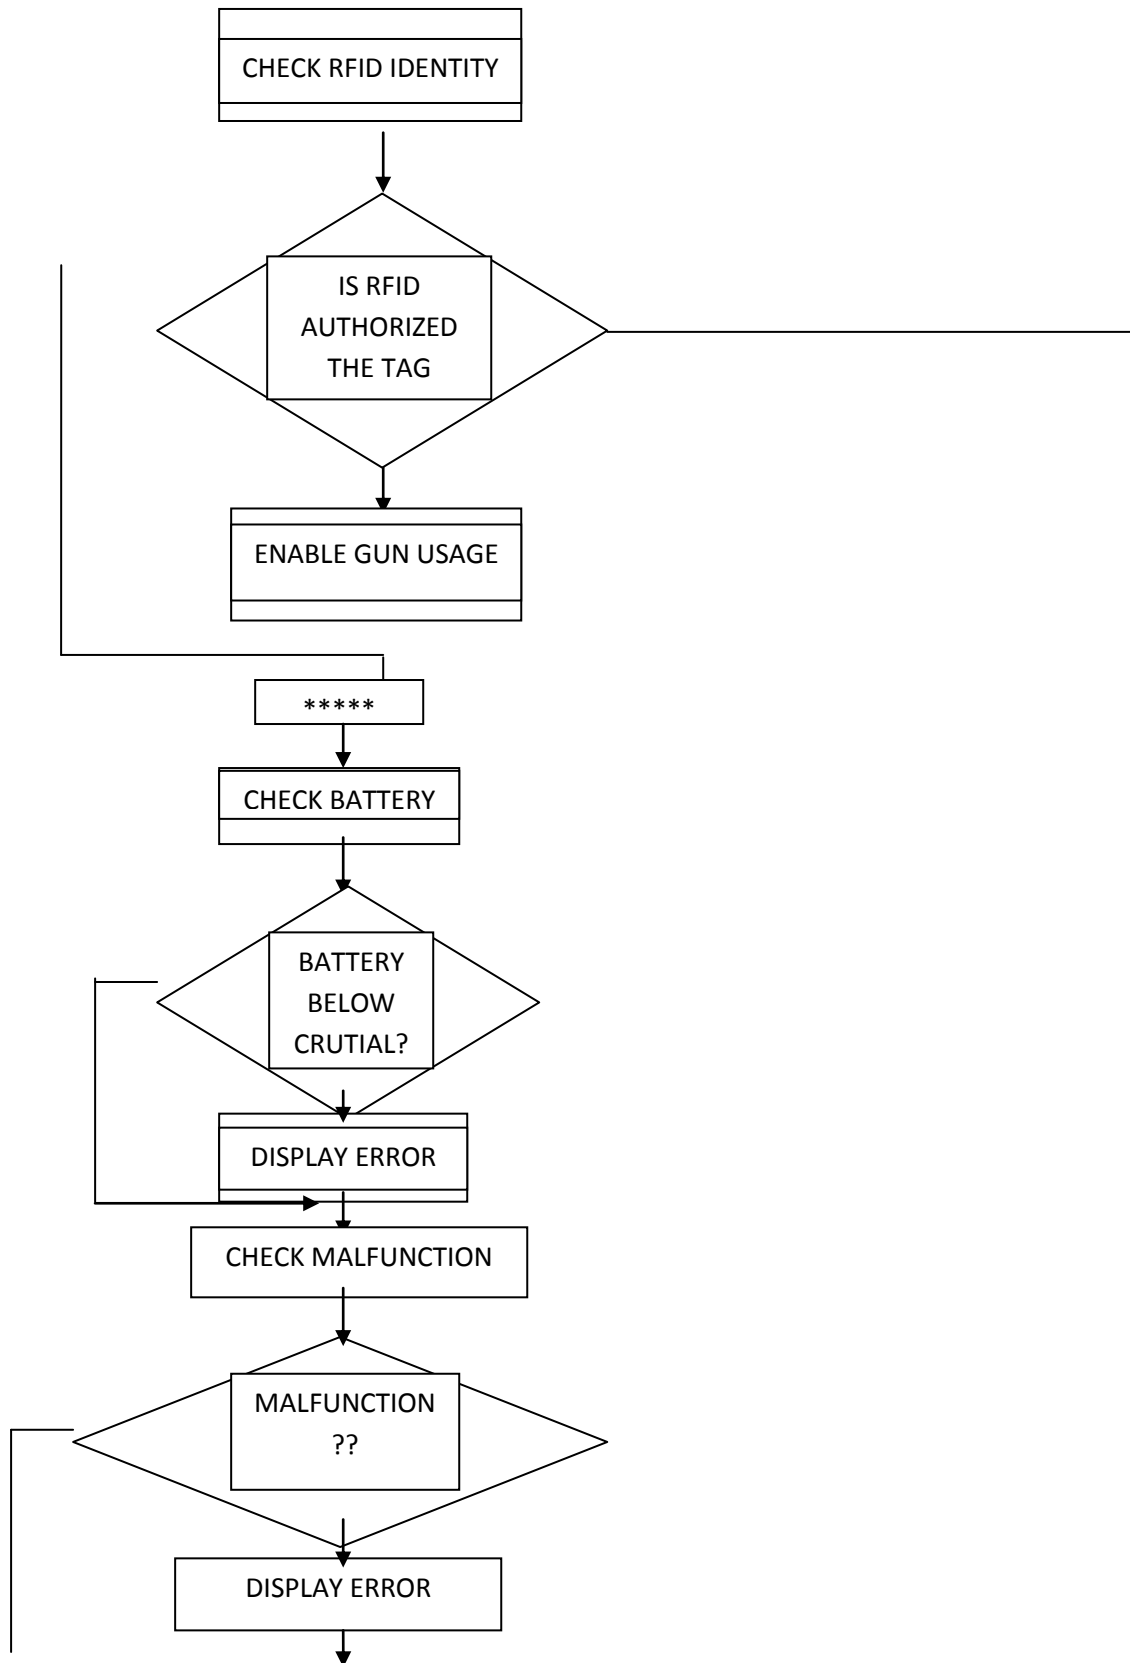 CHECK RFID IDENTITY
IS RFID
AUTHORIZED
THE TAG
ENABLE GUN USAGE
*****
CHECK BATTERY
BATTERY
BELOW
CRUTIAL?
DISPLAY ERROR
CHECK MALFUNCTION
MALFUNCTION
??
DISPLAY ERROR